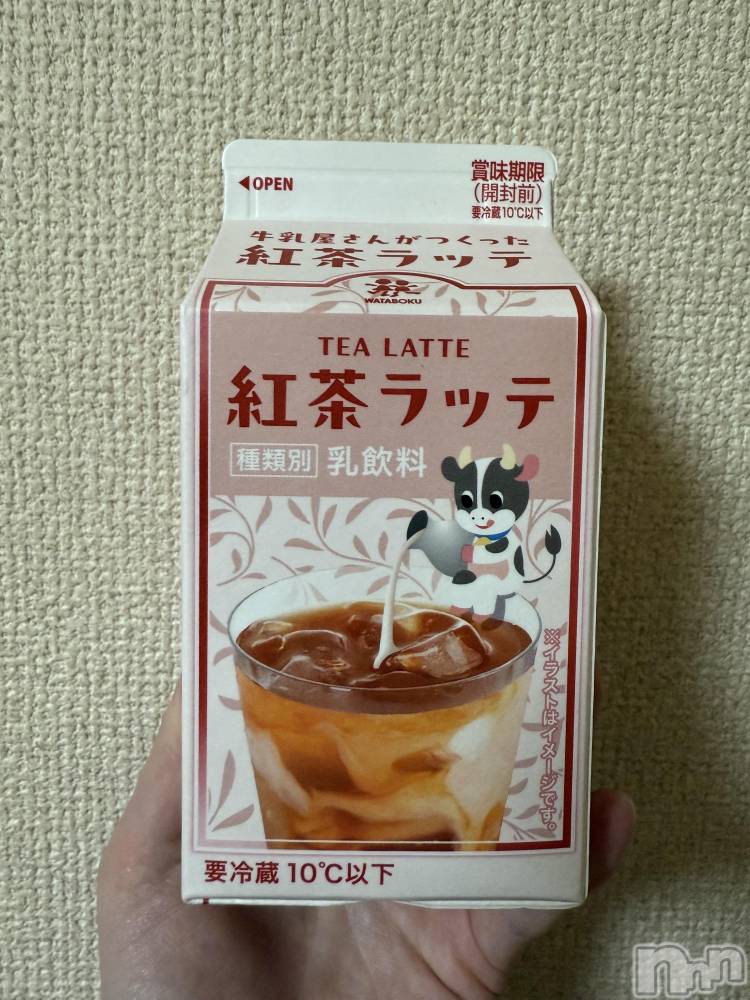 ◀OPEN
賞味期限
(開封前)
要冷蔵10℃以下
牛乳屋さんがつくった
紅茶ラッテ
WATABOKU
TEA LATTE
紅茶ラッテ
種類別 乳飲料
※イラストはイメージです。
要冷蔵 10℃以下
nnn